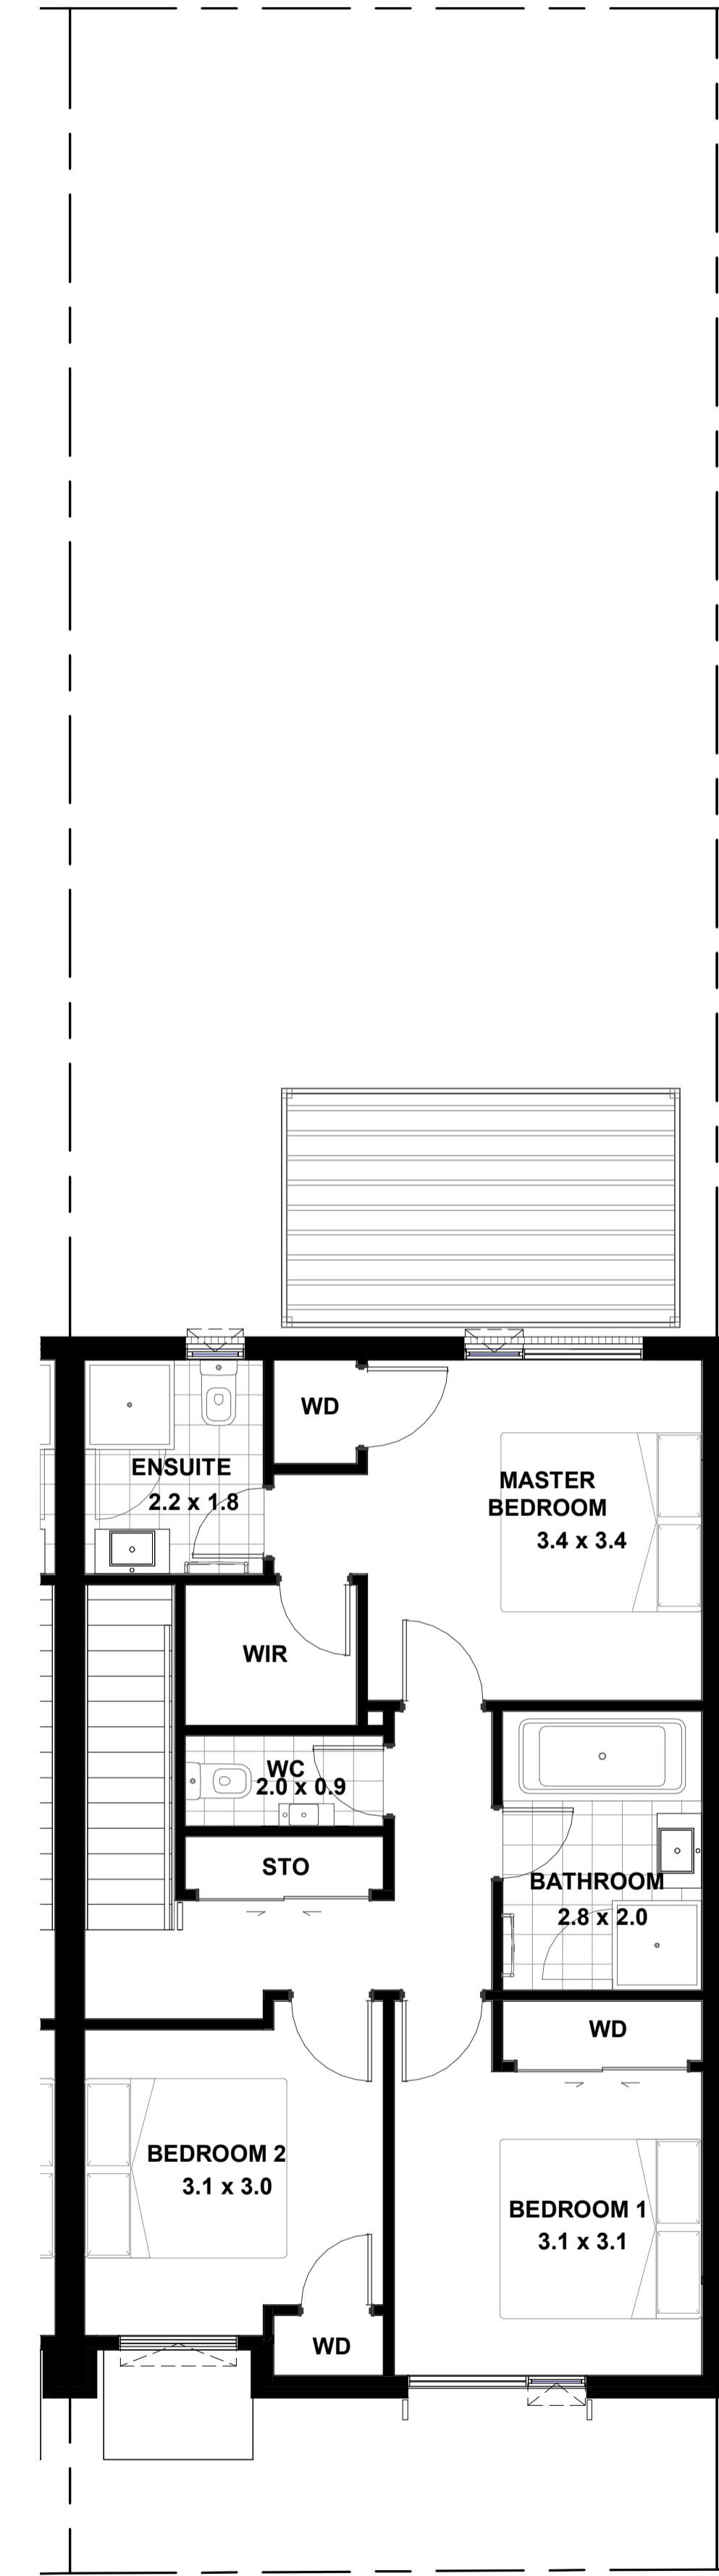 WD
ENSUITE
2.2 x 1.8
MASTER
BEDROOM
3.4 x 3.4
WIR
WC
2.0 x 0.9
STO
BATHROOM
2.8 x 2.0
WD
BEDROOM 2
3.1 x 3.0
BEDROOM 1
3.1 x 3.1
WD